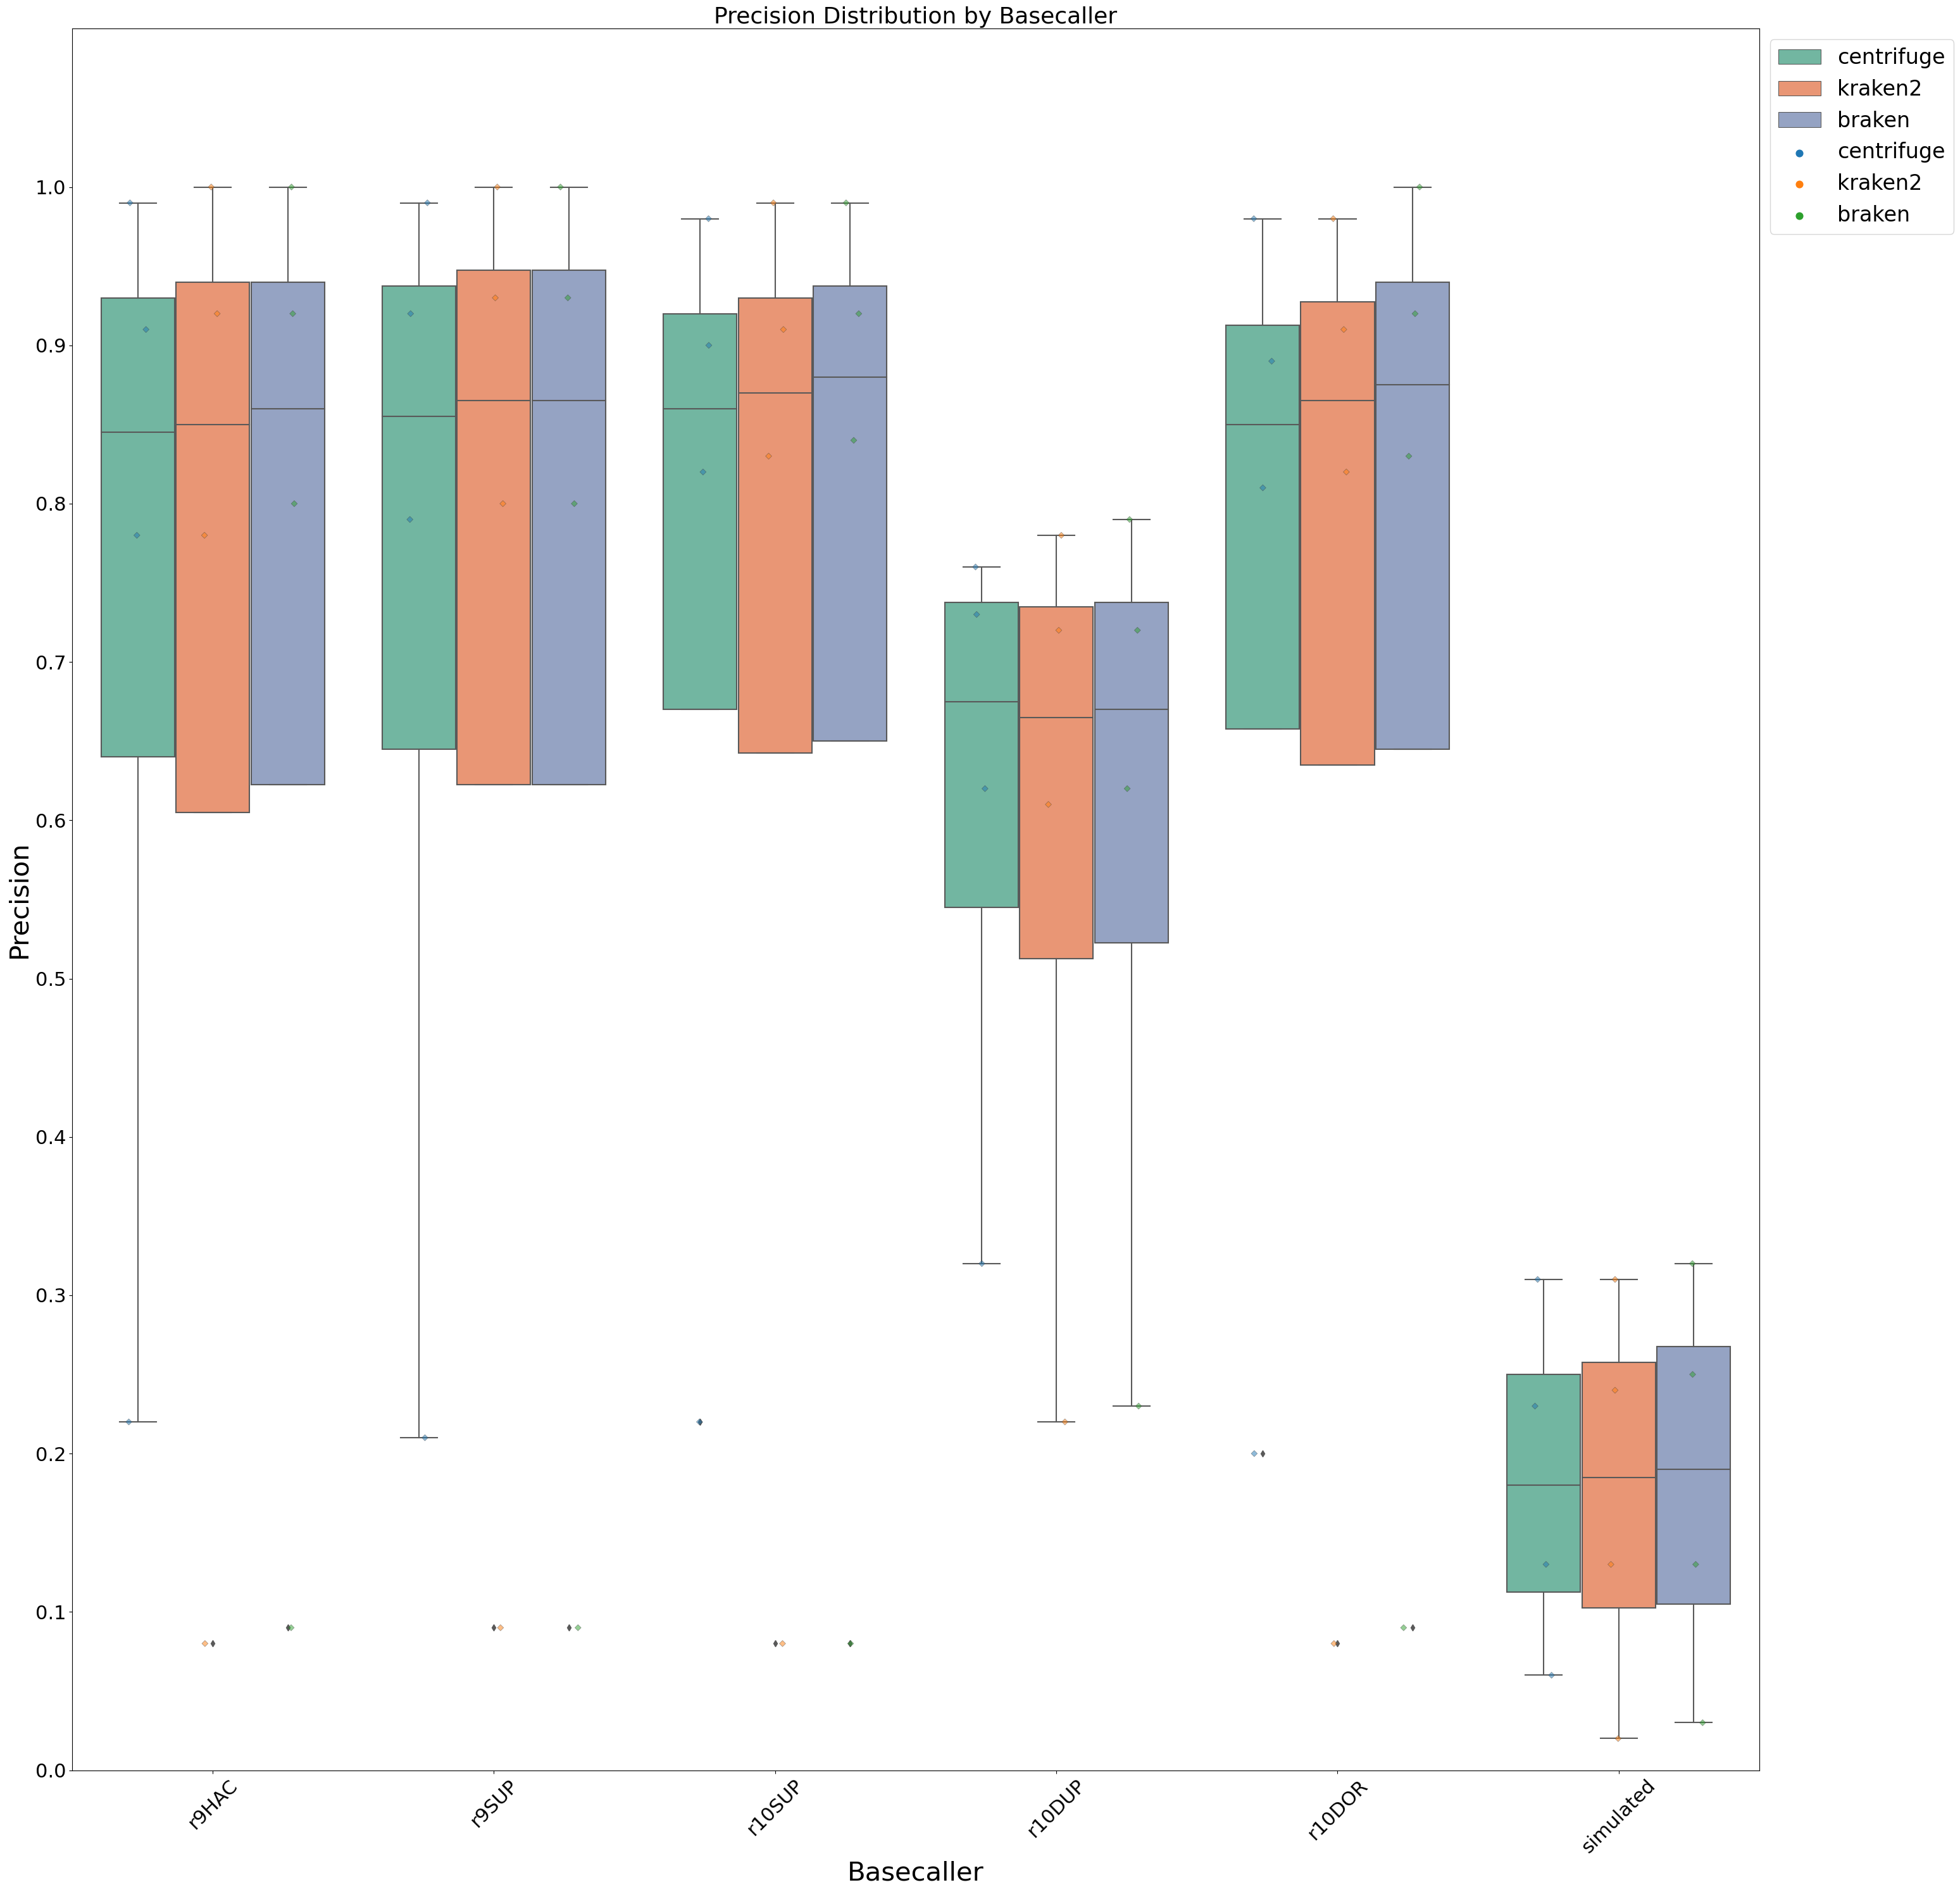 Precision Distribution by Basecaller
centrifuge
kraken2
braken
centrifuge
kraken2
braken
1.0
0.9
0.8
0.7
0.6
0.5
0.4
0.3
0.2
0.1
0.0
Precision
r9HAC
r9SUP
r10SUP
r10DUP
r10DOR
simulated
Basecaller